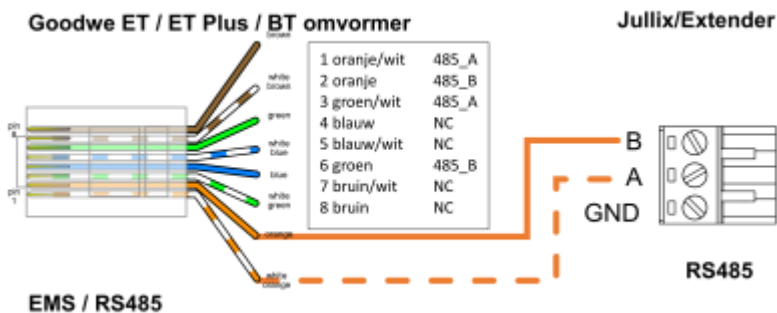 Goodwe ET / ET Plus / BT omvormer
Jullix/Extender
brown
white
brown
green
white
blue
blue
white
green
orange
white
orange
pin
8
pin
1
1 oranje/wit 485_A
2 oranje 485_B
3 groen/wit 485_A
4 blauw NC
5 blauw/wit NC
6 groen 485_B
7 bruin/wit NC
8 bruin NC
B
A
GND
RS485
EMS / RS485